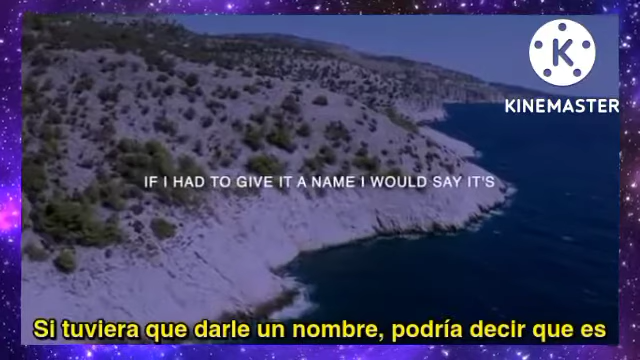 K
KINEMASTER
IF I HAD TO GIVE IT A NAME I WOULD SAY IT'S
Si tuviera que darle un nombre, podría decir que es